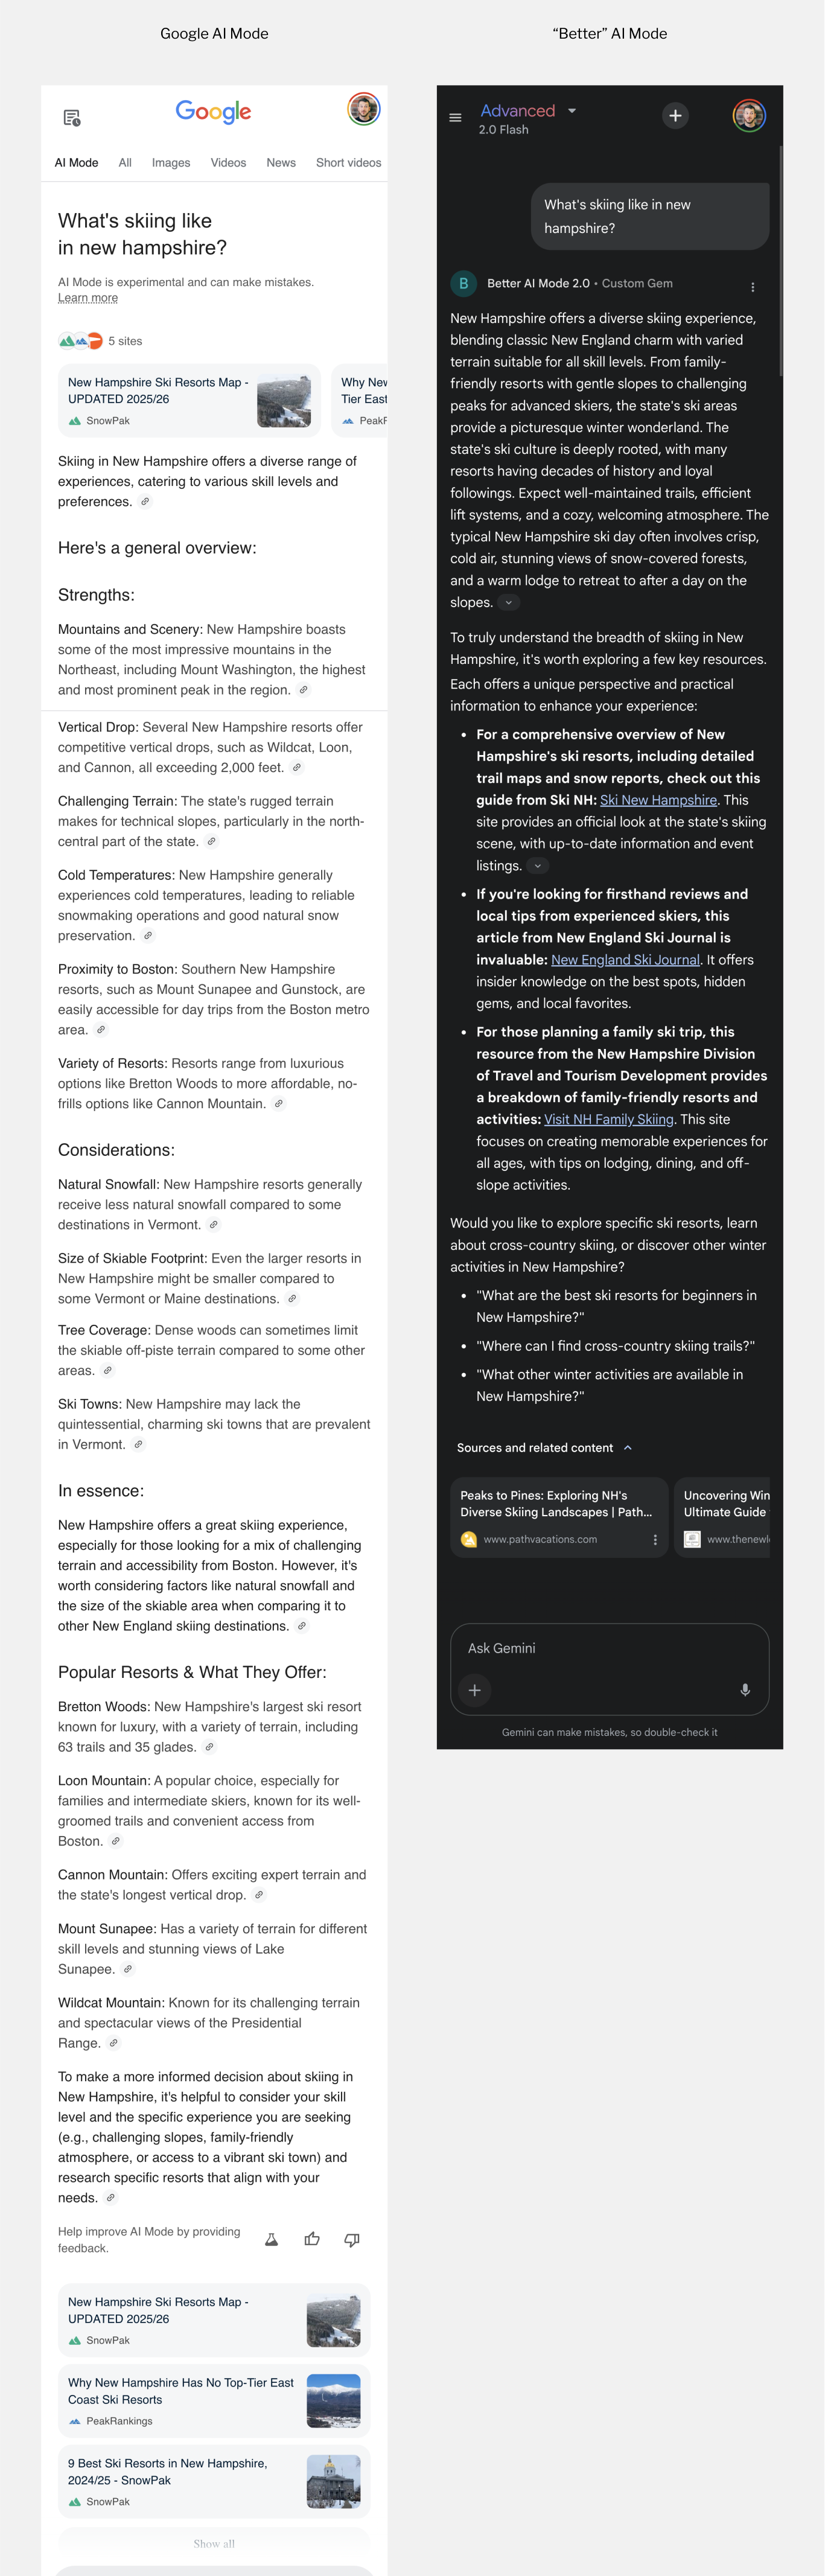 Google AI Mode
Google
AI Mode All Images Videos News Short videos
What's skiing like
in new hampshire?
AI Mode is experimental and can make mistakes.
Learn more
5 sites
New Hampshire Ski Resorts Map -
UPDATED 2025/26
SnowPak
Why New
Tier East
PeakR
Skiing in New Hampshire offers a diverse range of
experiences, catering to various skill levels and
preferences.
Here's a general overview:
Strengths:
Mountains and Scenery: New Hampshire boasts
some of the most impressive mountains in the
Northeast, including Mount Washington, the highest
and most prominent peak in the region.
Vertical Drop: Several New Hampshire resorts offer
competitive vertical drops, such as Wildcat, Loon,
and Cannon, all exceeding 2,000 feet.
Challenging Terrain: The state's rugged terrain
makes for technical slopes, particularly in the north-
central part of the state.
Cold Temperatures: New Hampshire generally
experiences cold temperatures, leading to reliable
snowmaking operations and good natural snow
preservation.
Proximity to Boston: Southern New Hampshire
resorts, such as Mount Sunapee and Gunstock, are
easily accessible for day trips from the Boston metro
area.
Variety of Resorts: Resorts range from luxurious
options like Bretton Woods to more affordable, no-
frills options like Cannon Mountain.
Considerations:
Natural Snowfall: New Hampshire resorts generally
receive less natural snowfall compared to some
destinations in Vermont.
Size of Skiable Footprint: Even the larger resorts in
New Hampshire might be smaller compared to
some Vermont or Maine destinations.
Tree Coverage: Dense woods can sometimes limit
the skiable off-piste terrain compared to some other
areas.
Ski Towns: New Hampshire may lack the
quintessential, charming ski towns that are prevalent
in Vermont.
In essence:
New Hampshire offers a great skiing experience,
especially for those looking for a mix of challenging
terrain and accessibility from Boston. However, it's
worth considering factors like natural snowfall and
the size of the skiable area when comparing it to
other New England skiing destinations.
Popular Resorts & What They Offer:
Bretton Woods: New Hampshire's largest ski resort
known for luxury, with a variety of terrain, including
63 trails and 35 glades.
Loon Mountain: A popular choice, especially for
families and intermediate skiers, known for its well-
groomed trails and convenient access from
Boston.
Cannon Mountain: Offers exciting expert terrain and
the state's longest vertical drop.
Mount Sunapee: Has a variety of terrain for different
skill levels and stunning views of Lake
Sunapee.
Wildcat Mountain: Known for its challenging terrain
and spectacular views of the Presidential
Range.
To make a more informed decision about skiing in
New Hampshire, it's helpful to consider your skill
level and the specific experience you are seeking
(e.g., challenging slopes, family-friendly
atmosphere, or access to a vibrant ski town) and
research specific resorts that align with your
needs.
Help improve AI Mode by providing
feedback.
New Hampshire Ski Resorts Map -
UPDATED 2025/26
SnowPak
Why New Hampshire Has No Top-Tier East
Coast Ski Resorts
PeakRankings
9 Best Ski Resorts in New Hampshire,
2024/25 - SnowPak
SnowPak
Show all
“Better” AI Mode
Advanced
2.0 Flash
What's skiing like in new
hampshire?
B Better AI Mode 2.0 • Custom Gem
New Hampshire offers a diverse skiing experience,
blending classic New England charm with varied
terrain suitable for all skill levels. From family-
friendly resorts with gentle slopes to challenging
peaks for advanced skiers, the state's ski areas
provide a picturesque winter wonderland. The
state's ski culture is deeply rooted, with many
resorts having decades of history and loyal
followings. Expect well-maintained trails, efficient
lift systems, and a cozy, welcoming atmosphere. The
typical New Hampshire ski day often involves crisp,
cold air, stunning views of snow-covered forests,
and a warm lodge to retreat to after a day on the
slopes.
To truly understand the breadth of skiing in New
Hampshire, it's worth exploring a few key resources.
Each offers a unique perspective and practical
information to enhance your experience:
• For a comprehensive overview of New
Hampshire's ski resorts, including detailed
trail maps and snow reports, check out this
guide from Ski NH: Ski New Hampshire. This
site provides an official look at the state's skiing
scene, with up-to-date information and event
listings.
• If you're looking for firsthand reviews and
local tips from experienced skiers, this
article from New England Ski Journal is
invaluable: New England Ski Journal. It offers
insider knowledge on the best spots, hidden
gems, and local favorites.
• For those planning a family ski trip, this
resource from the New Hampshire Division
of Travel and Tourism Development provides
a breakdown of family-friendly resorts and
activities: Visit NH Family Skiing. This site
focuses on creating memorable experiences for
all ages, with tips on lodging, dining, and off-
slope activities.
Would you like to explore specific ski resorts, learn
about cross-country skiing, or discover other winter
activities in New Hampshire?
• "What are the best ski resorts for beginners in
New Hampshire?"
• "Where can I find cross-country skiing trails?"
• "What other winter activities are available in
New Hampshire?"
Sources and related content
Peaks to Pines: Exploring NH's
Diverse Skiing Landscapes | Path...
www.pathvacations.com
Uncovering Win
Ultimate Guide
www.thenewl
Ask Gemini
Gemini can make mistakes, so double-check it